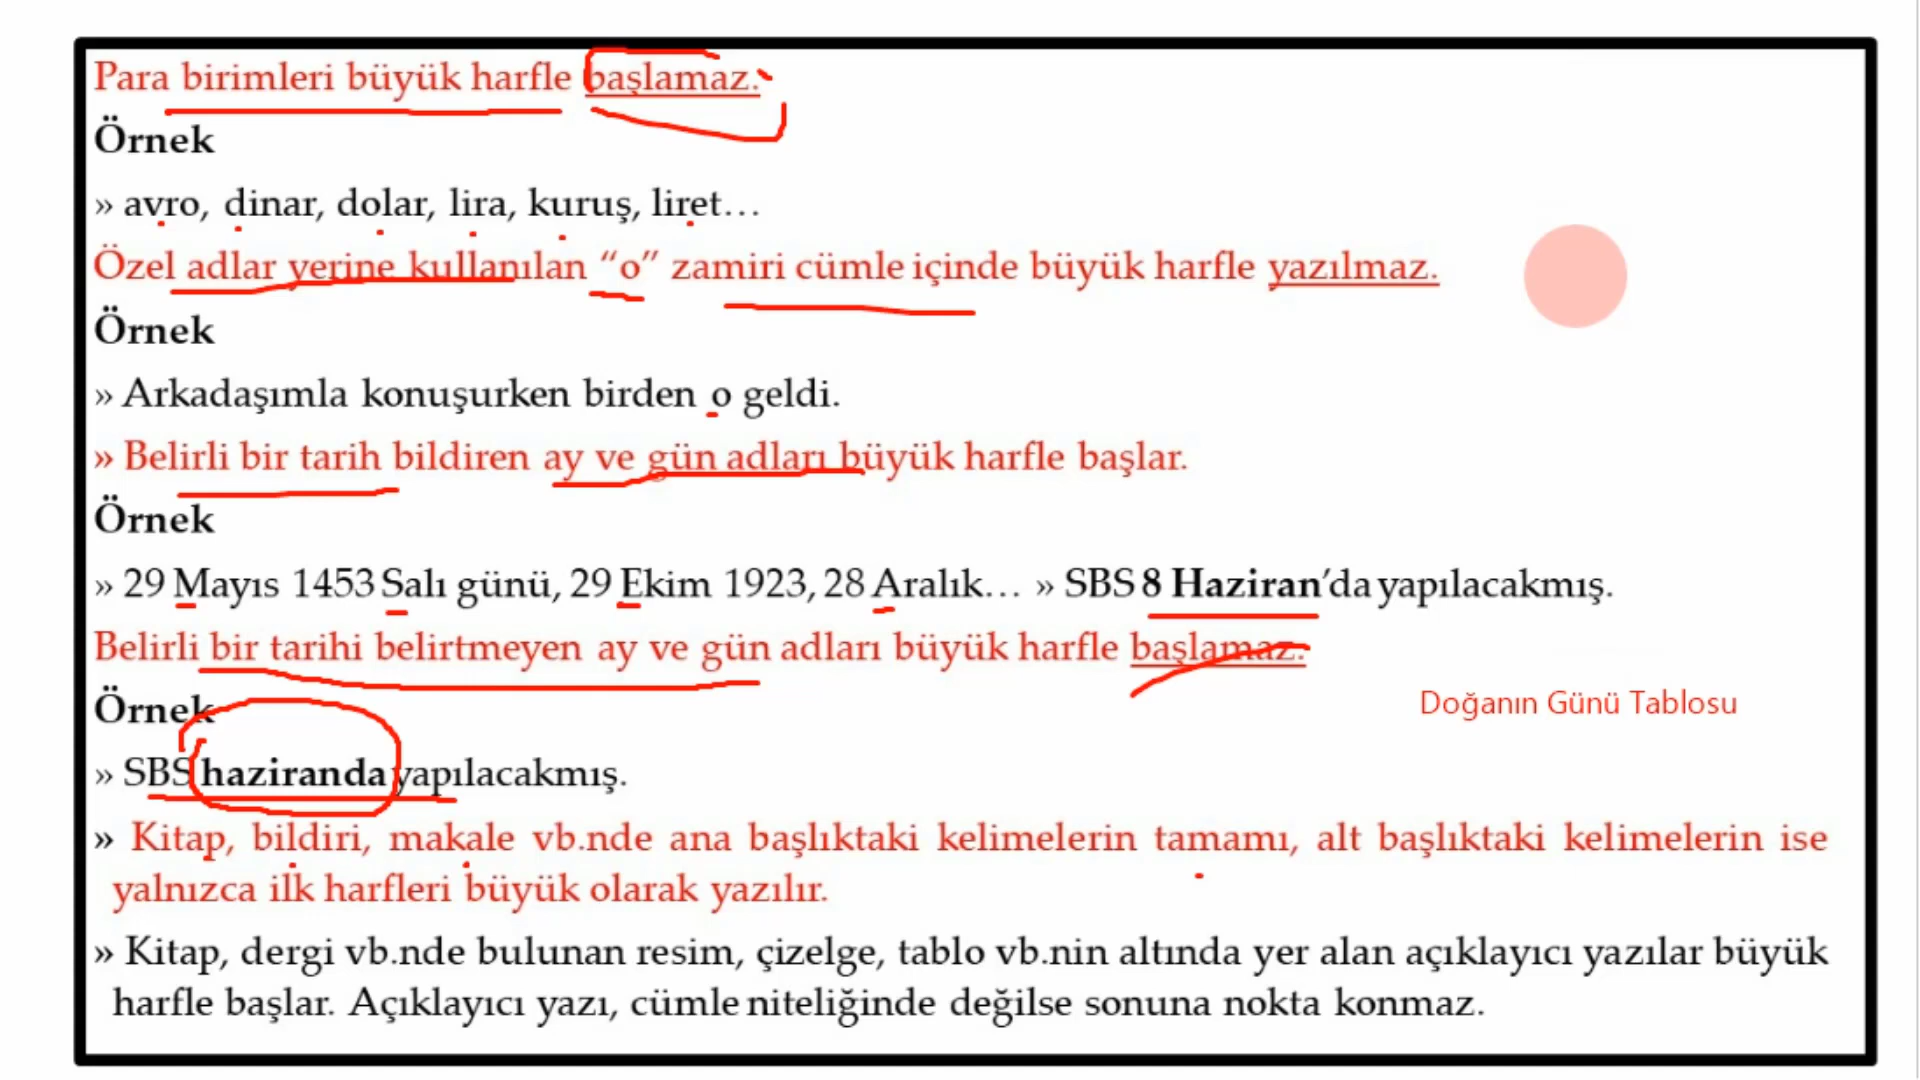 Para birimleri büyük harfle başlamaz.
Örnek
» avro, dinar, dolar, lira, kuruş, liret…
Özel adlar yerine kullanılan “o” zamiri cümle içinde büyük harfle yazılmaz.
Örnek
» Arkadaşımla konuşurken birden o geldi.
» Belirli bir tarih bildiren ay ve gün adları büyük harfle başlar.
Örnek
» 29 Mayıs 1453 Salı günü, 29 Ekim 1923, 28 Aralık… » SBS 8 Haziran’da yapılacakmış.
Belirli bir tarihi belirtmeyen ay ve gün adları büyük harfle başlamaz.
Örnek
Doğanın Günü Tablosu
» SBS haziranda yapılacakmış.
» Kitap, bildiri, makale vb.nde ana başlıktaki kelimelerin tamamı, alt başlıktaki kelimelerin ise
yalnızca ilk harfleri büyük olarak yazılır.
» Kitap, dergi vb.nde bulunan resim, çizelge, tablo vb.nin altında yer alan açıklayıcı yazılar büyük
harfle başlar. Açıklayıcı yazı, cümle niteliğinde değilse sonuna nokta konmaz.